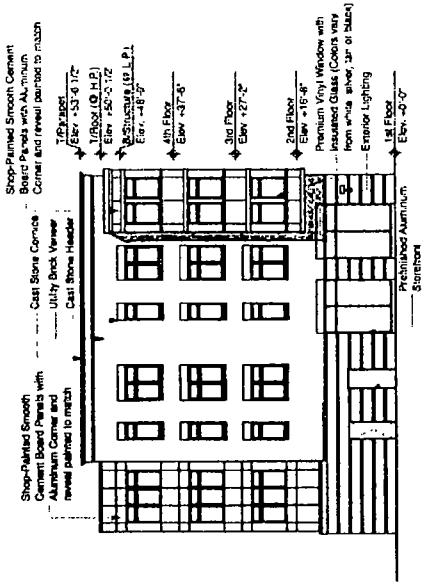 Shop-Painted Smooth
Cement Board Panels with
Aluminum Corner and
reveal painted to match
Cast Stone Cornice
Utility Brick Veneer
Cast Stone Header
Shop-Painted Smooth Cement
Board Panels with Aluminum
Corner and reveal painted to match
T/Parapet
Elev. +53'-6 1/2"
T/Roof (@ H.P.)
Elev. +50'-0 1/2
B/Structure (@ L.P.)
Elev. +48'-0"
4th Floor
Elev. +37'-8"
3rd Floor
Elev. +27'-2"
2nd Floor
Elev. +16'-8"
Premium Vinyl Window with
Insulated Glass (Colors vary
from white, silver, tan or black)
Exterior Lighting
1st Floor
Elev. +0'-0"
Prefinished Aluminum
Storefront